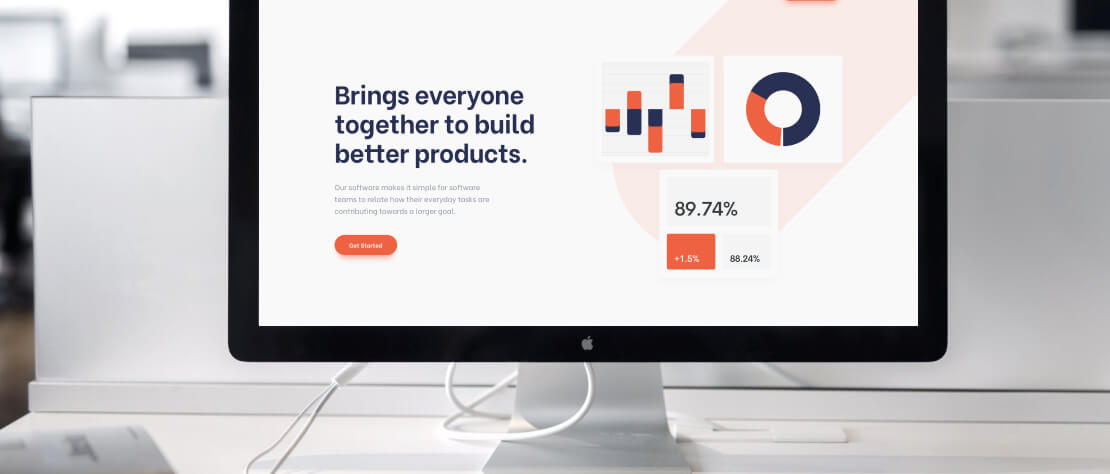 Brings everyone
together to build
better products.
Our software makes it simple for software
teams to relate how their everyday tasks are
contributing towards a larger goal.
Get Started
89.74%
+1.5%
88.24%